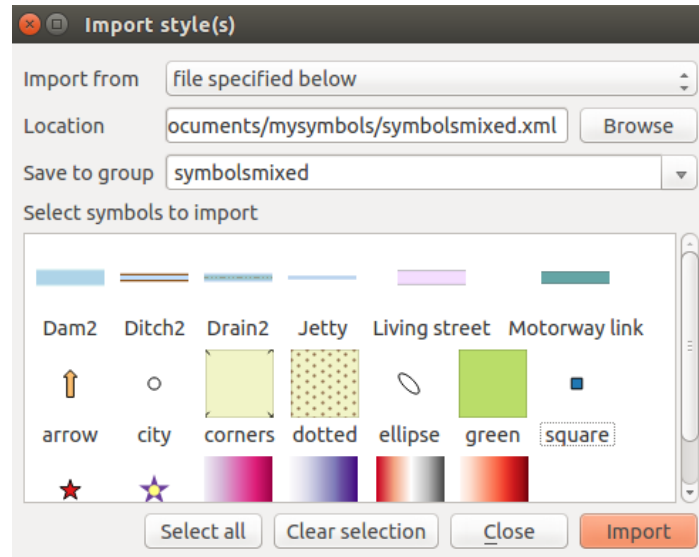 Import style(s)
Import from file specified below
Location ocuments/mysymbols/symbolsmixed.xml Browse
Save to group symbolsmixed
Select symbols to import
Dam2 Ditch2 Drain2 Jetty Living street Motorway link
arrow city corners dotted ellipse green square
Select all Clear selection Close Import